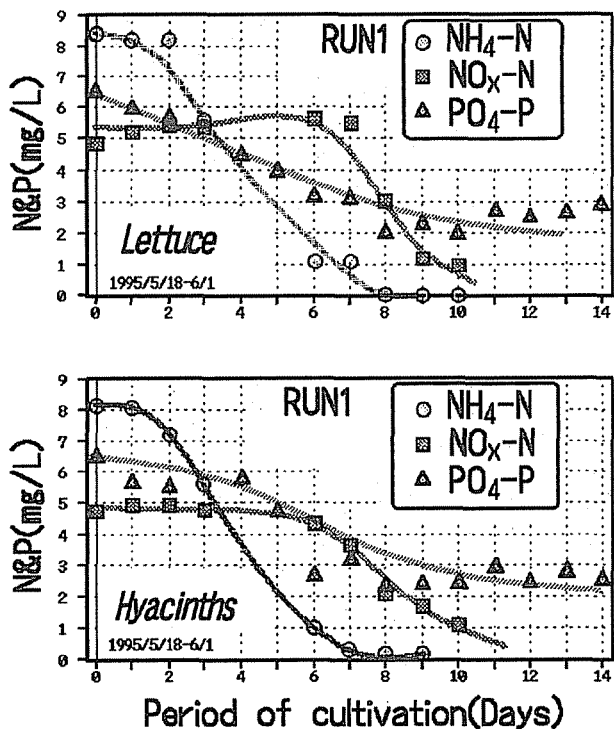 9
8
7
6
5
4
3
2
1
0
N&P(mg/L)
RUN1
NH4-N
NOX-N
PO4-P
Lettuce
1995/5/18-6/1
0 2 4 6 8 10 12 14
9
8
7
6
5
4
3
2
1
0
N&P(mg/L)
RUN1
NH4-N
NOX-N
PO4-P
Hyacinths
1995/5/18-6/1
0 2 4 6 8 10 12 14
Period of cultivation(Days)